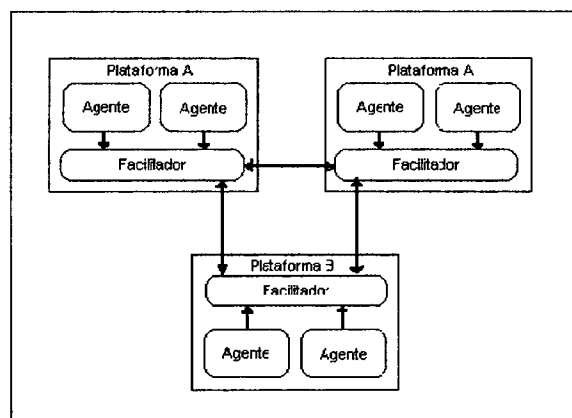 Plataforma A
Agente
Agente
Facilitador
Plataforma A
Agente
Agente
Facilitador
Plataforma B
Facilitador
Agente
Agente